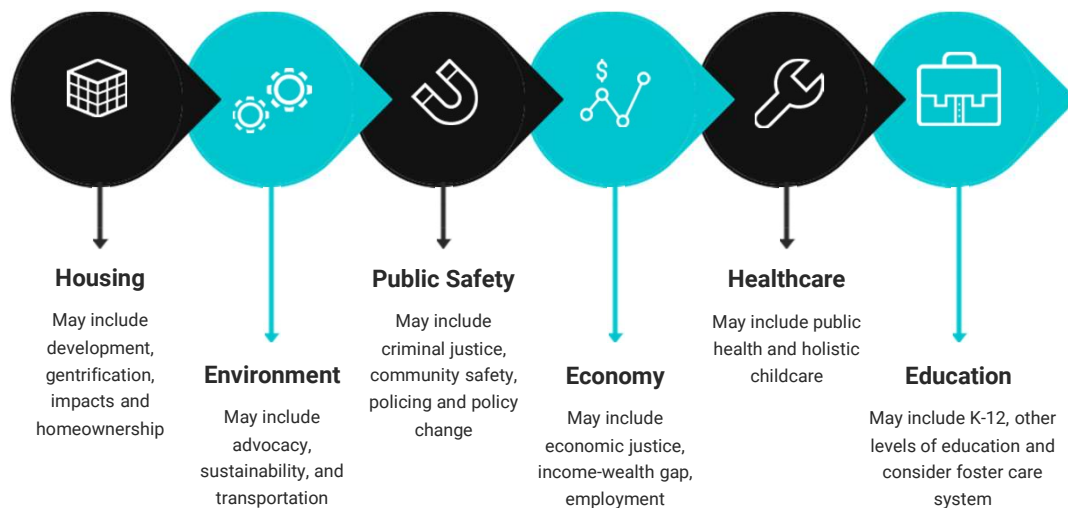 $
Housing
May include
development,
gentrification,
impacts and
homeownership
Environment
May include
advocacy,
sustainability, and
transportation
Public Safety
May include
criminal justice,
community safety,
policing and policy
change
Economy
May include
economic justice,
income-wealth gap,
employment
Healthcare
May include public
health and holistic
childcare
Education
May include K-12, other
levels of education and
consider foster care
system